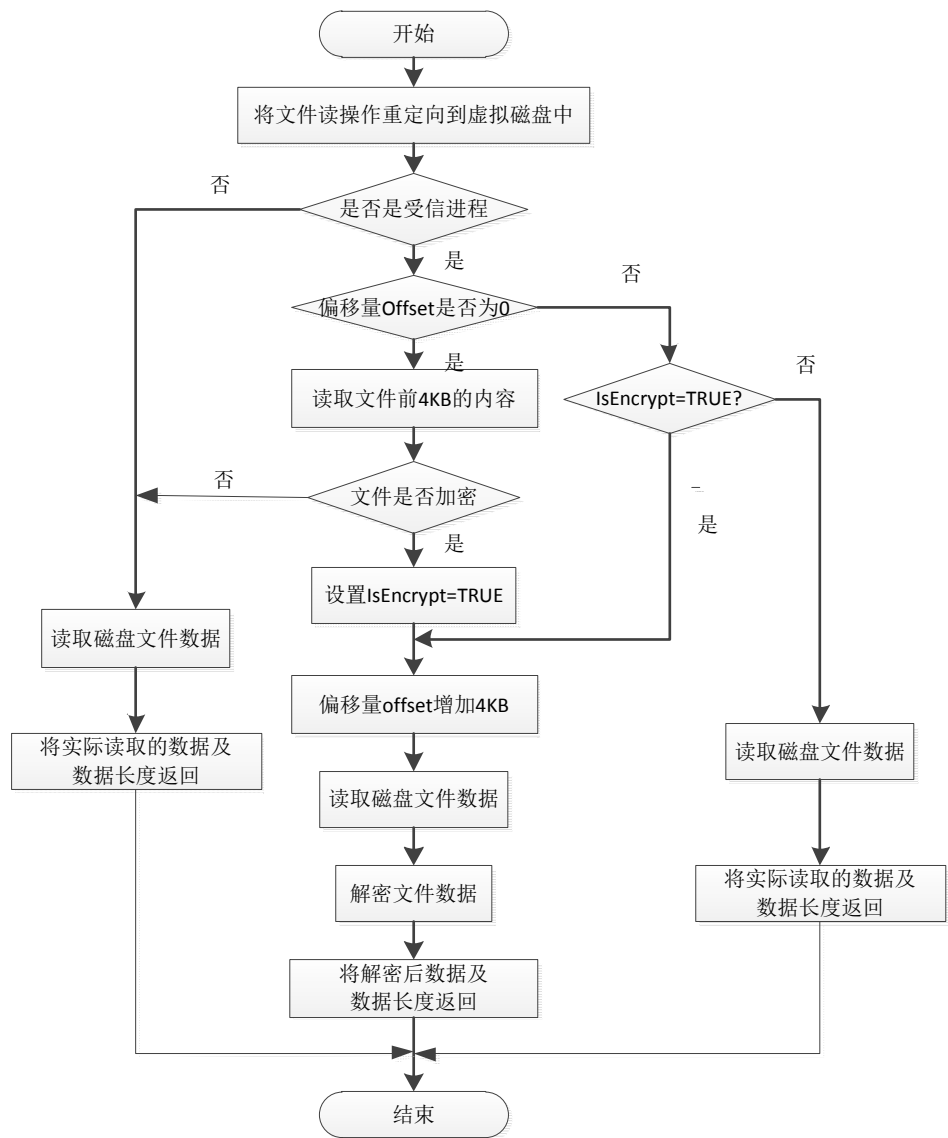 开始
将文件读操作重定向到虚拟磁盘中
否
是否是受信进程
是
否
偏移量Offset是否为0
是
否
读取文件前4KB的内容
IsEncrypt=TRUE?
否
文件是否加密
是
是
设置IsEncrypt=TRUE
读取磁盘文件数据
偏移量offset增加4KB
将实际读取的数据及
数据长度返回
读取磁盘文件数据
读取磁盘文件数据
解密文件数据
将实际读取的数据及
数据长度返回
将解密后数据及
数据长度返回
结束